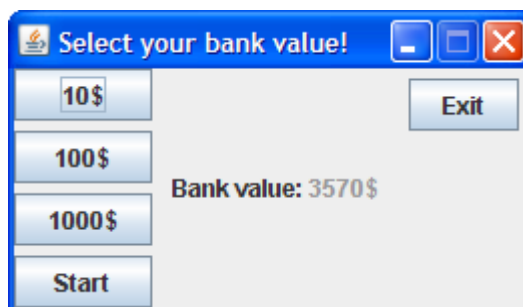 Select your bank value!
10$
Exit
100$
Bank value: 3570$
1000$
Start